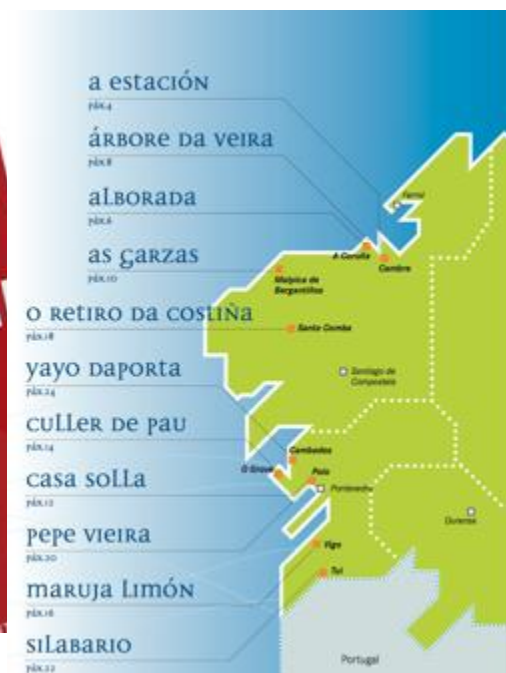 a estación
páx.4
árbore da veira
páx.8
alborada
páx.6
as garzas
páx.10
o retiro da costiña
páx.18
yayo daporta
páx.24
culler de pau
páx.14
casa solla
páx.12
pepe vieira
páx.20
maruja limón
páx.16
silabario
páx.22
Ferrol
A Coruña
Cambre
Malpica de
Bergantiños
Santa Comba
Santiago de
Compostela
Cambados
O Grove
Poio
Pontevedra
Ourense
Vigo
Tui
Portugal